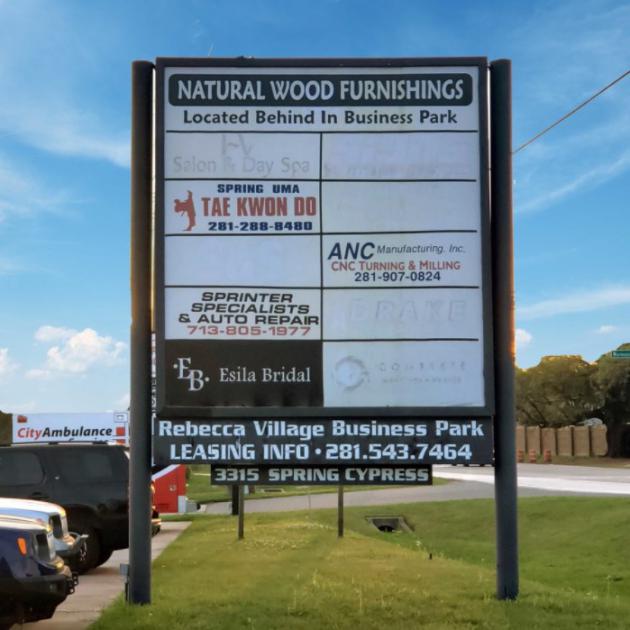 NATURAL WOOD FURNISHINGS
Located Behind In Business Park
Salon & Day Spa
SPRING UMA
TAE KWON DO
281-288-8480
ANC Manufacturing, Inc.
CNC TURNING & MILLING
281-907-0824
SPRINTER
SPECIALISTS
& AUTO REPAIR
713-805-1977
DRAKE
EB
Esila Bridal
CONCRETE
Rebecca Village Business Park
LEASING INFO • 281.543.7464
3315 SPRING CYPRESS
CityAmbulance